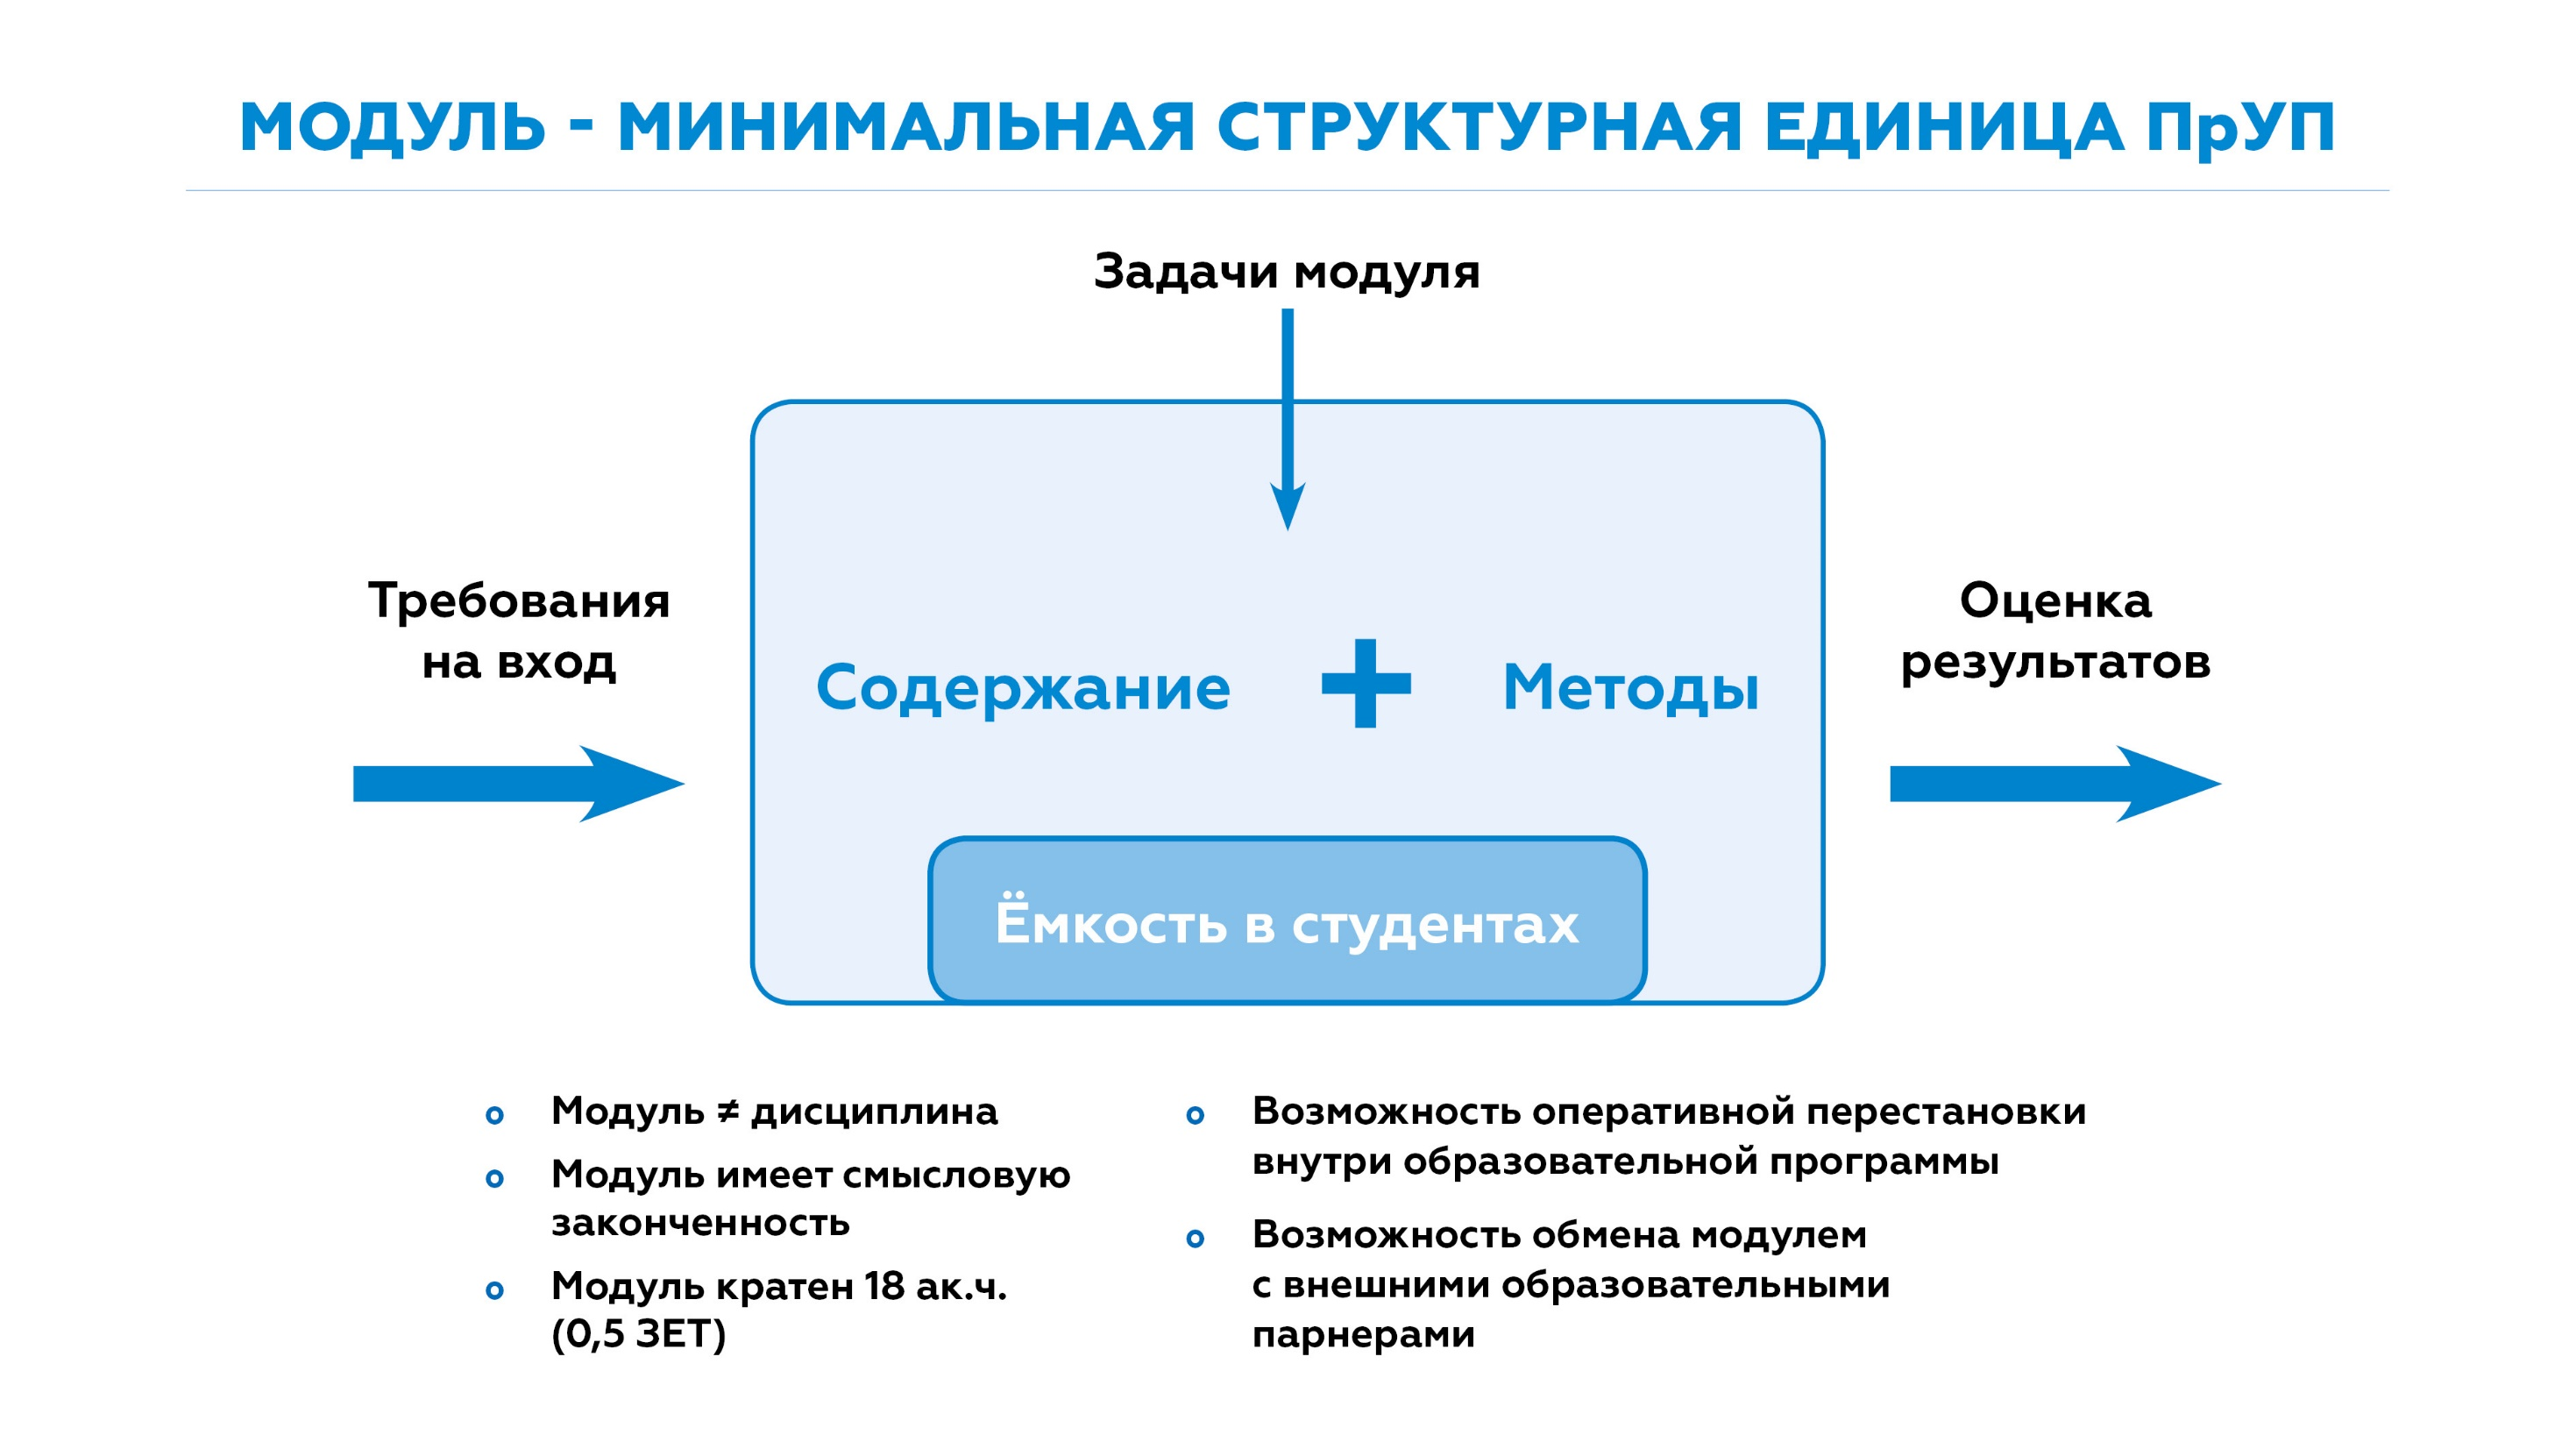 МОДУЛЬ - МИНИМАЛЬНАЯ СТРУКТУРНАЯ ЕДИНИЦА ПрУП
Задачи модуля
Требования
на вход
Содержание + Методы
Оценка
результатов
Ёмкость в студентах
Модуль ≠ дисциплина
Модуль имеет смысловую
законченность
Модуль кратен 18 ак.ч.
(0,5 ЗЕТ)
Возможность оперативной перестановки
внутри образовательной программы
Возможность обмена модулем
с внешними образовательными
парнерами